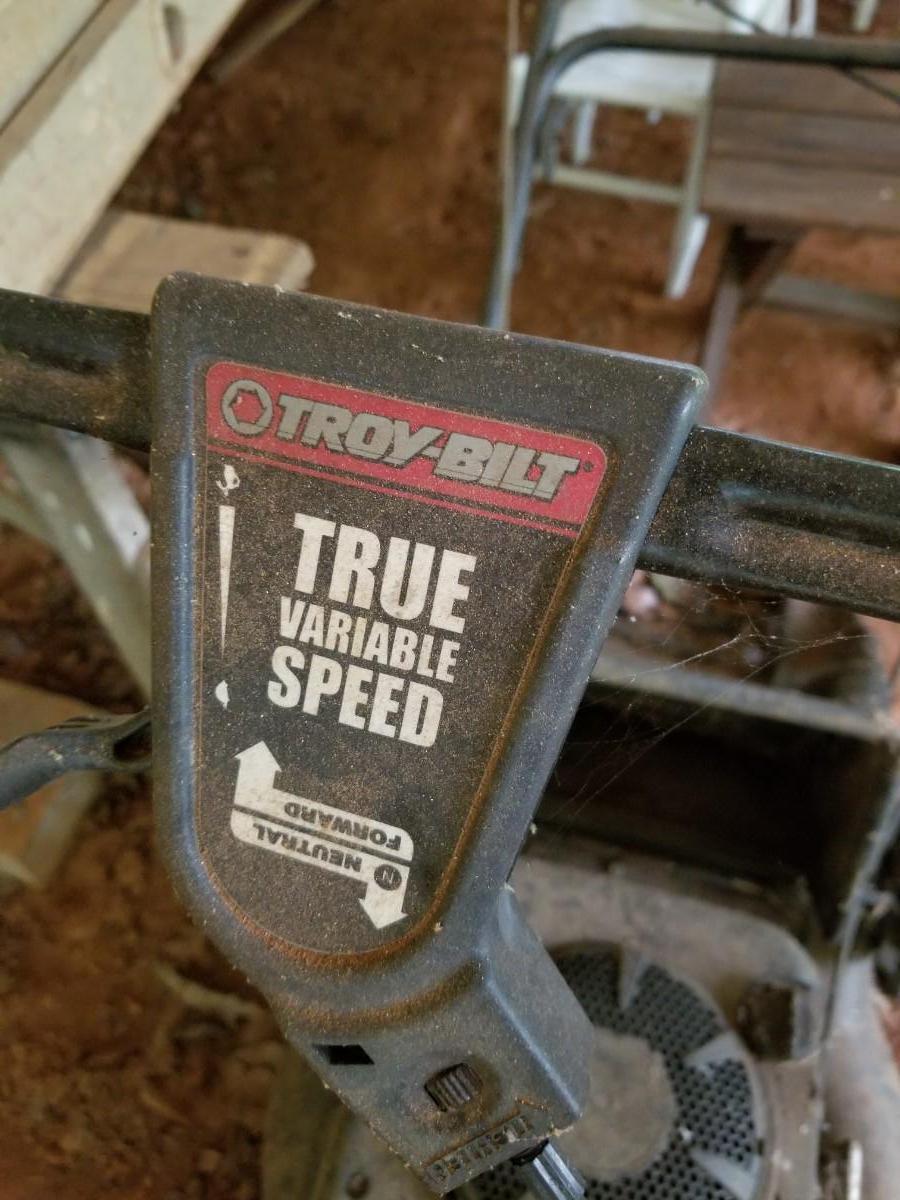 TROY-BILT®
TRUE
VARIABLE
SPEED
FORWARD
NEUTRAL
N